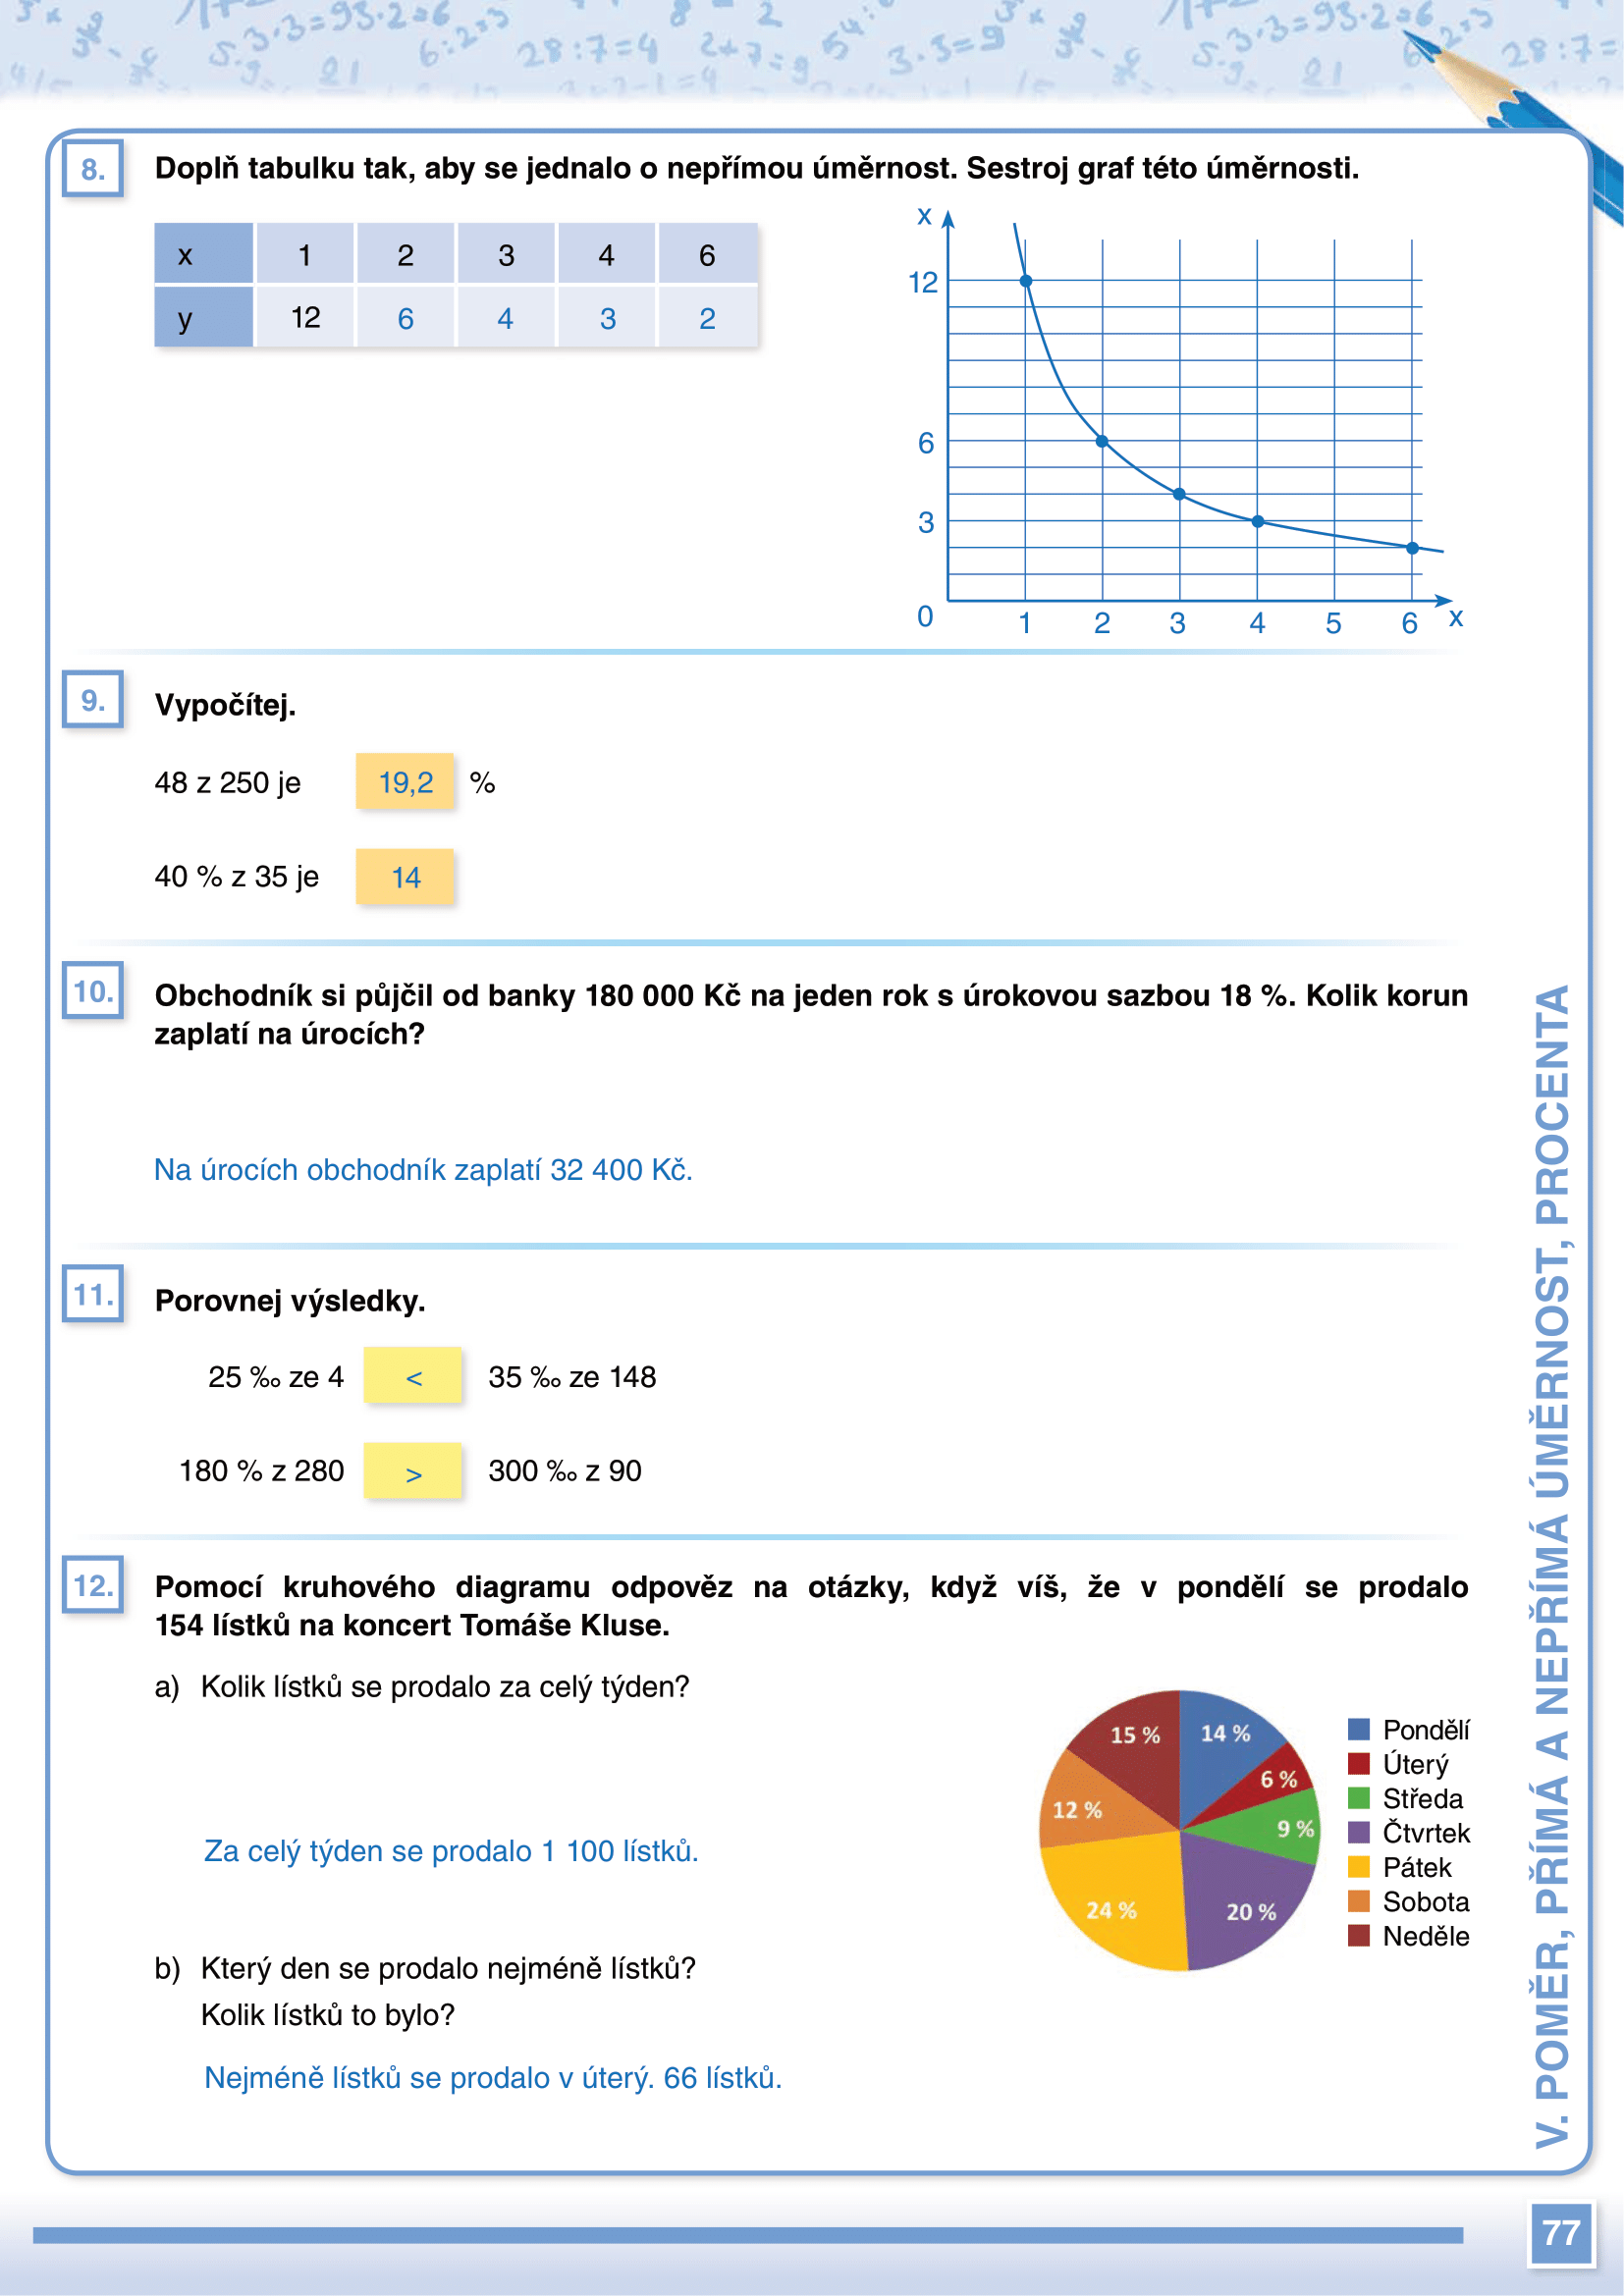 8.
Doplň tabulku tak, aby se jednalo o nepřímou úměrnost. Sestroj graf této úměrnosti.
x 1 2 3 4 6
y 12 6 4 3 2
x
12
6
3
0 1 2 3 4 5 6 x
9.
Vypočítej.
48 z 250 je 19,2 %
40 % z 35 je 14
10.
Obchodník si půjčil od banky 180 000 Kč na jeden rok s úrokovou sazbou 18 %. Kolik korun
zaplatí na úrocích?
Na úrocích obchodník zaplatí 32 400 Kč.
11.
Porovnej výsledky.
25 ‰ ze 4 < 35 ‰ ze 148
180 % z 280 > 300 ‰ z 90
12.
Pomocí kruhového diagramu odpověz na otázky, když víš, že v pondělí se prodalo
154 lístků na koncert Tomáše Kluse.
a) Kolik lístků se prodalo za celý týden?
Za celý týden se prodalo 1 100 lístků.
b) Který den se prodalo nejméně lístků?
Kolik lístků to bylo?
Nejméně lístků se prodalo v úterý. 66 lístků.
14 %
6 %
9 %
20 %
24 %
12 %
15 %
Pondělí
Úterý
Středa
Čtvrtek
Pátek
Sobota
Neděle
V. POMĚR, PŘÍMÁ A NEPŘÍMÁ ÚMĚRNOST, PROCENTA
77